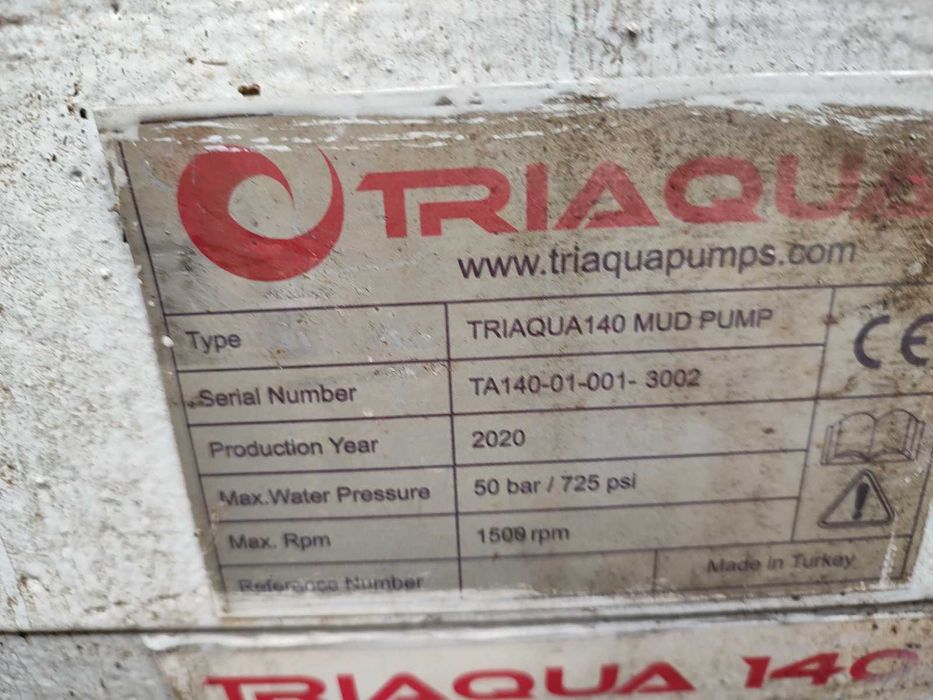 TRIAQUA
www.triaquapumps.com
Type TRIAQUA140 MUD PUMP
CE
Serial Number TA140-01-001- 3002
Production Year 2020
Max.Water Pressure 50 bar / 725 psi
Max. Rpm 1500 rpm
Reference Number Made in Turkey
TRIAQUA 140